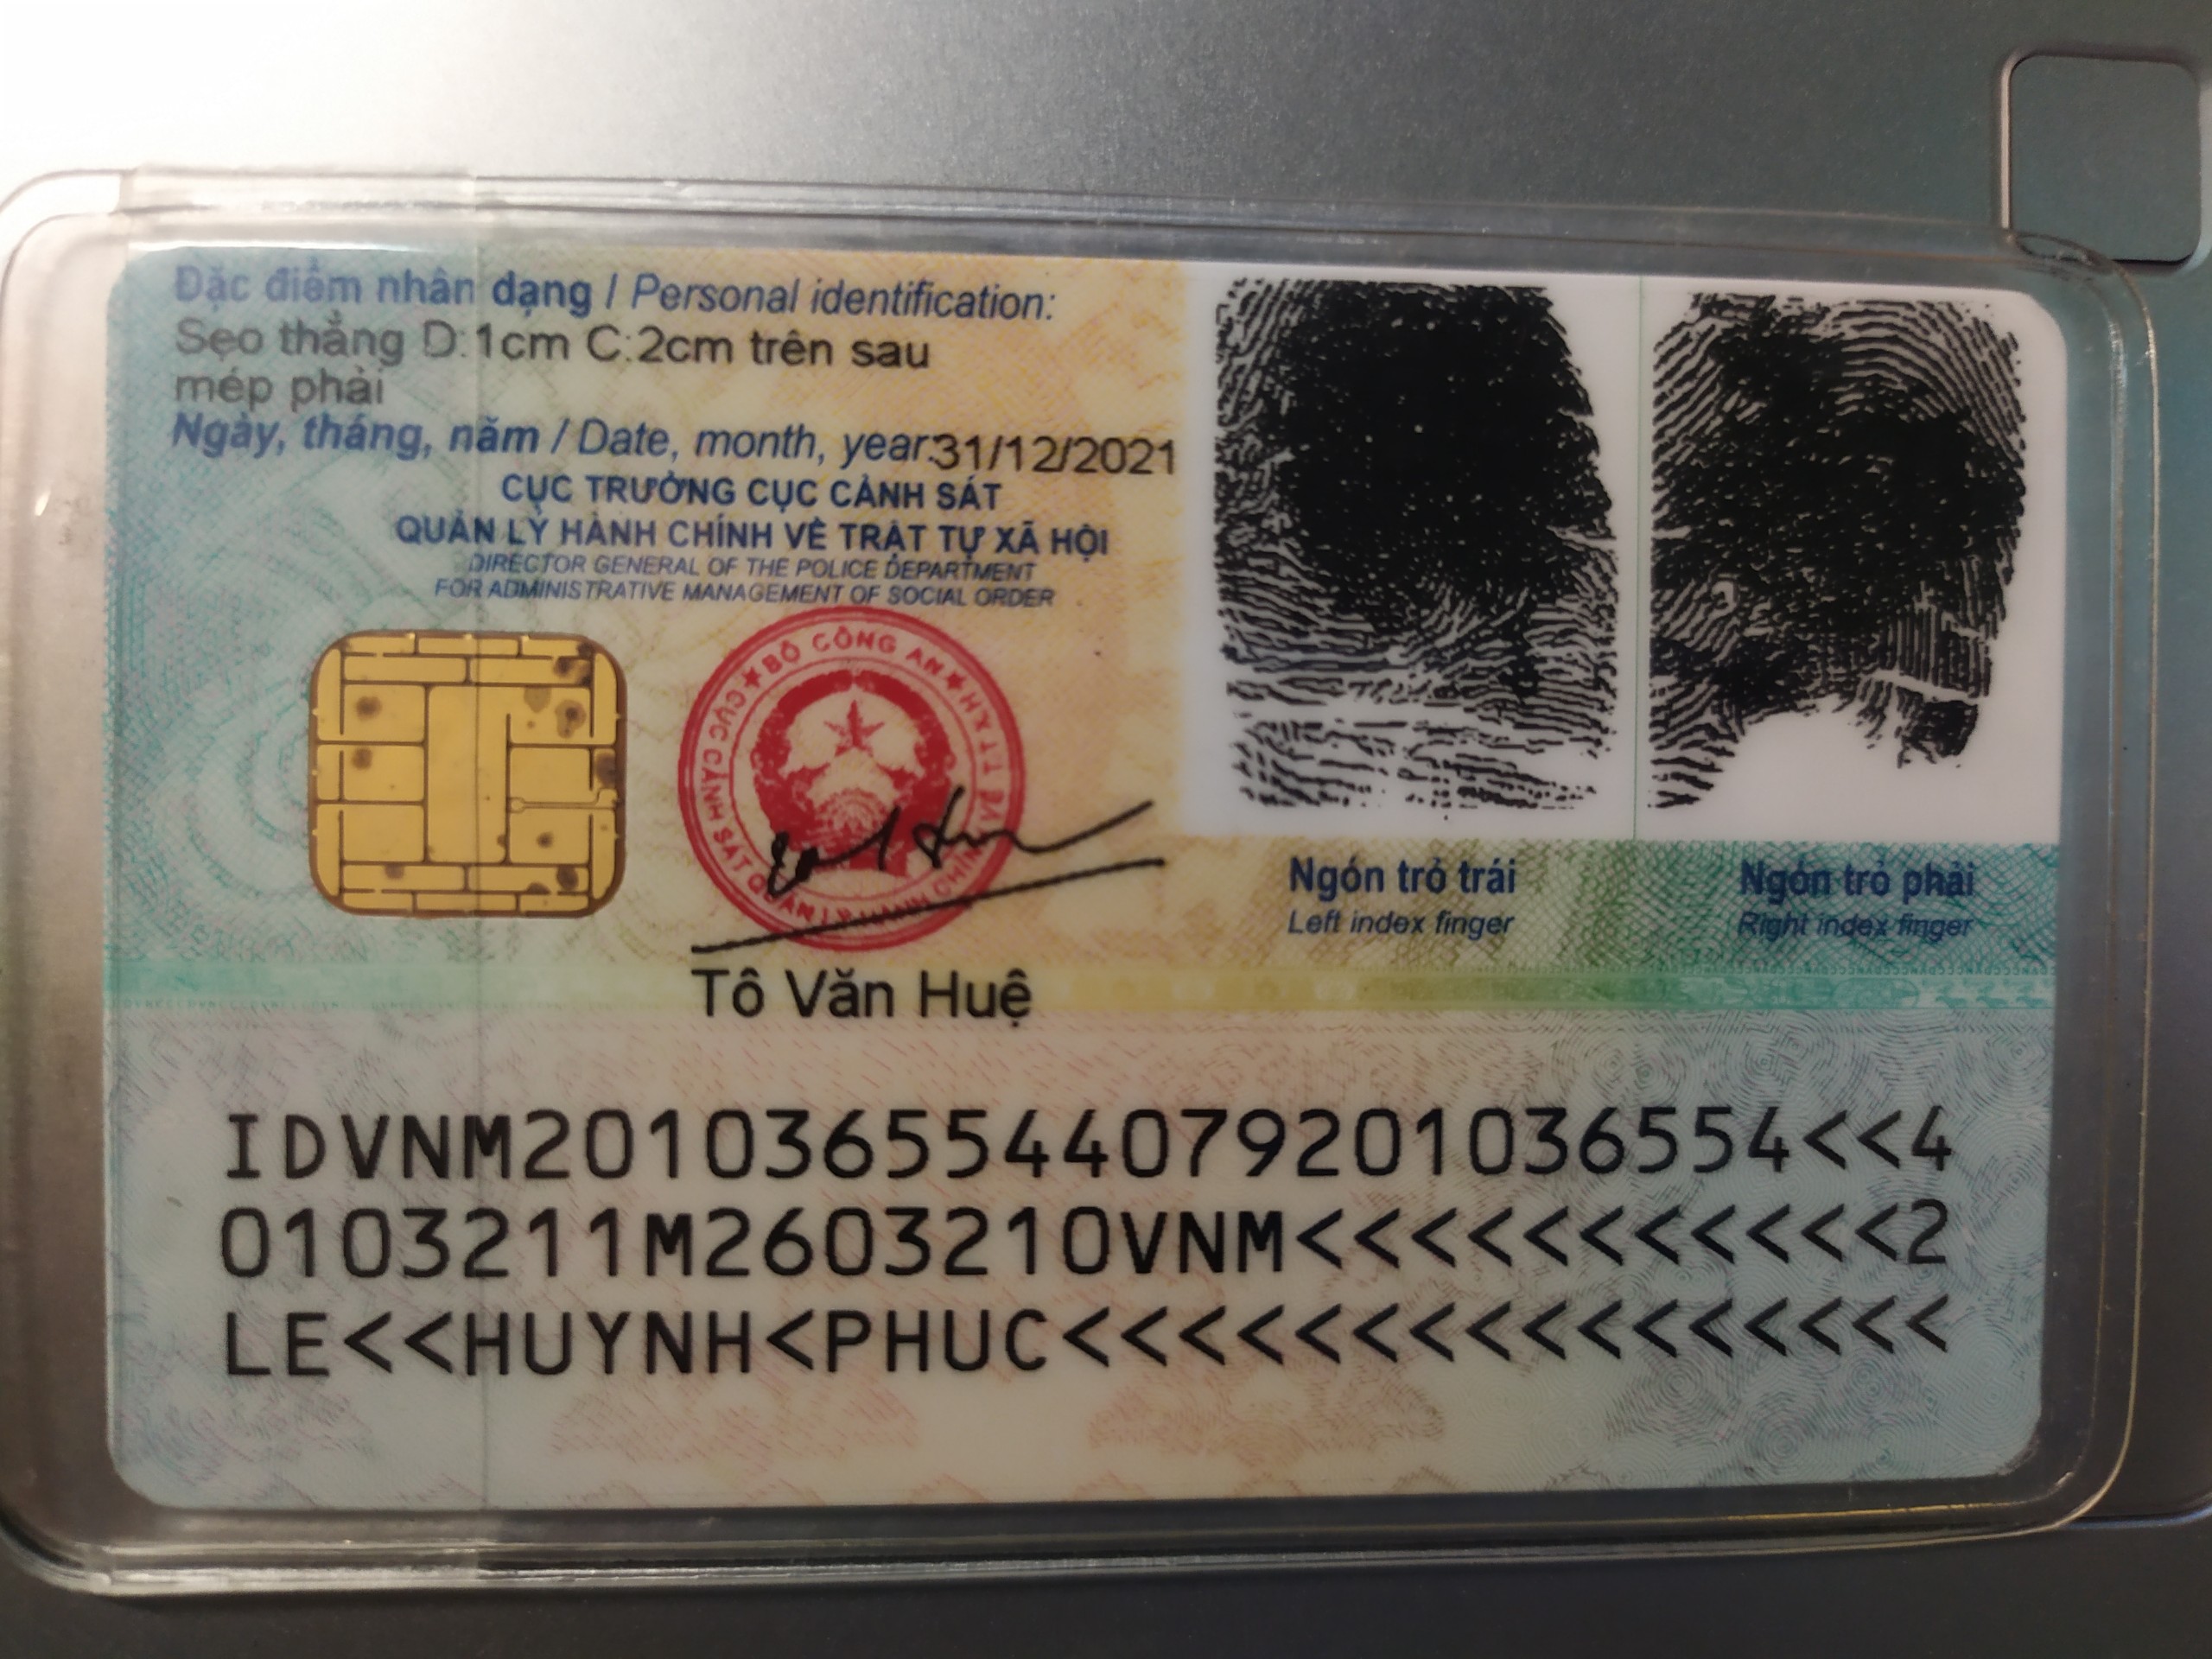 Đặc điểm nhân dạng / Personal identification:
Sẹo thẳng D:1cm C:2cm trên sau
mép phải
Ngày, tháng, năm / Date, month, year:31/12/2021
CỤC TRƯỞNG CỤC CẢNH SÁT
QUẢN LÝ HÀNH CHÍNH VỀ TRẬT TỰ XÃ HỘI
DIRECTOR GENERAL OF THE POLICE DEPARTMENT
FOR ADMINISTRATIVE MANAGEMENT OF SOCIAL ORDER
BỘ CÔNG AN
CỤC CẢNH SÁT QUẢN LÝ HÀNH CHÍNH VỀ TTXH
Tô Văn Huệ
Ngón trỏ trái
Left index finger
Ngón trỏ phải
Right index finger
IDVNM2010365544079201036554<<4
0103211M2603210VNM<<<<<<<<<<<2
LE<<HUYNH<PHUC<<<<<<<<<<<<<<<<